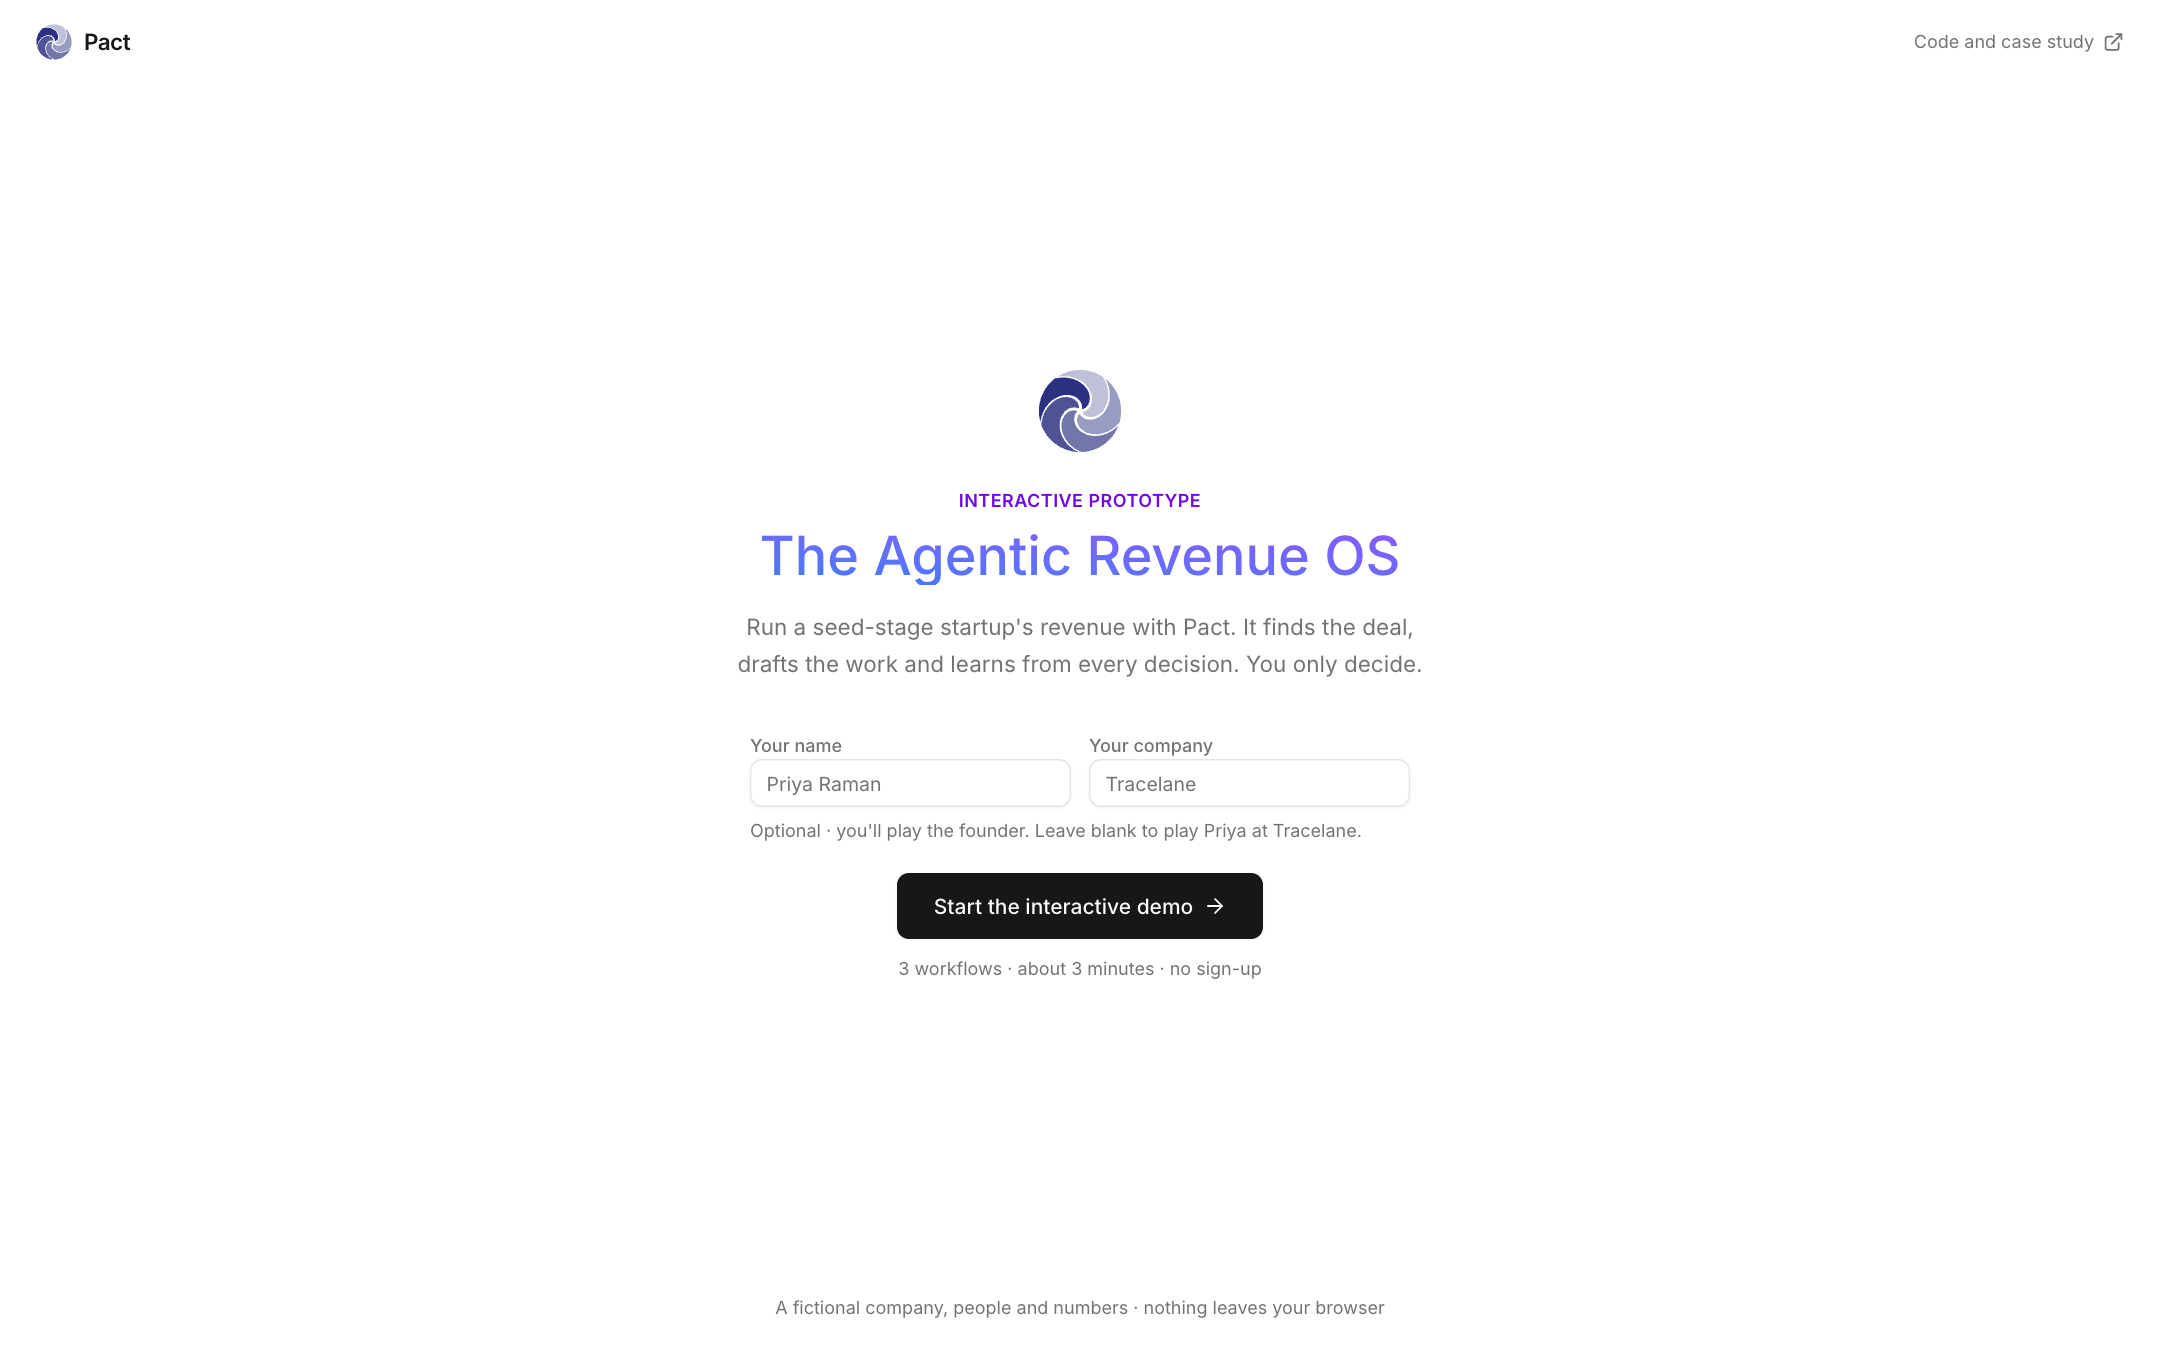 Pact
Code and case study
INTERACTIVE PROTOTYPE
The Agentic Revenue OS
Run a seed-stage startup's revenue with Pact. It finds the deal,
drafts the work and learns from every decision. You only decide.
Your name
Your company
Priya Raman
Tracelane
Optional · you'll play the founder. Leave blank to play Priya at Tracelane.
Start the interactive demo
3 workflows · about 3 minutes · no sign-up
A fictional company, people and numbers · nothing leaves your browser